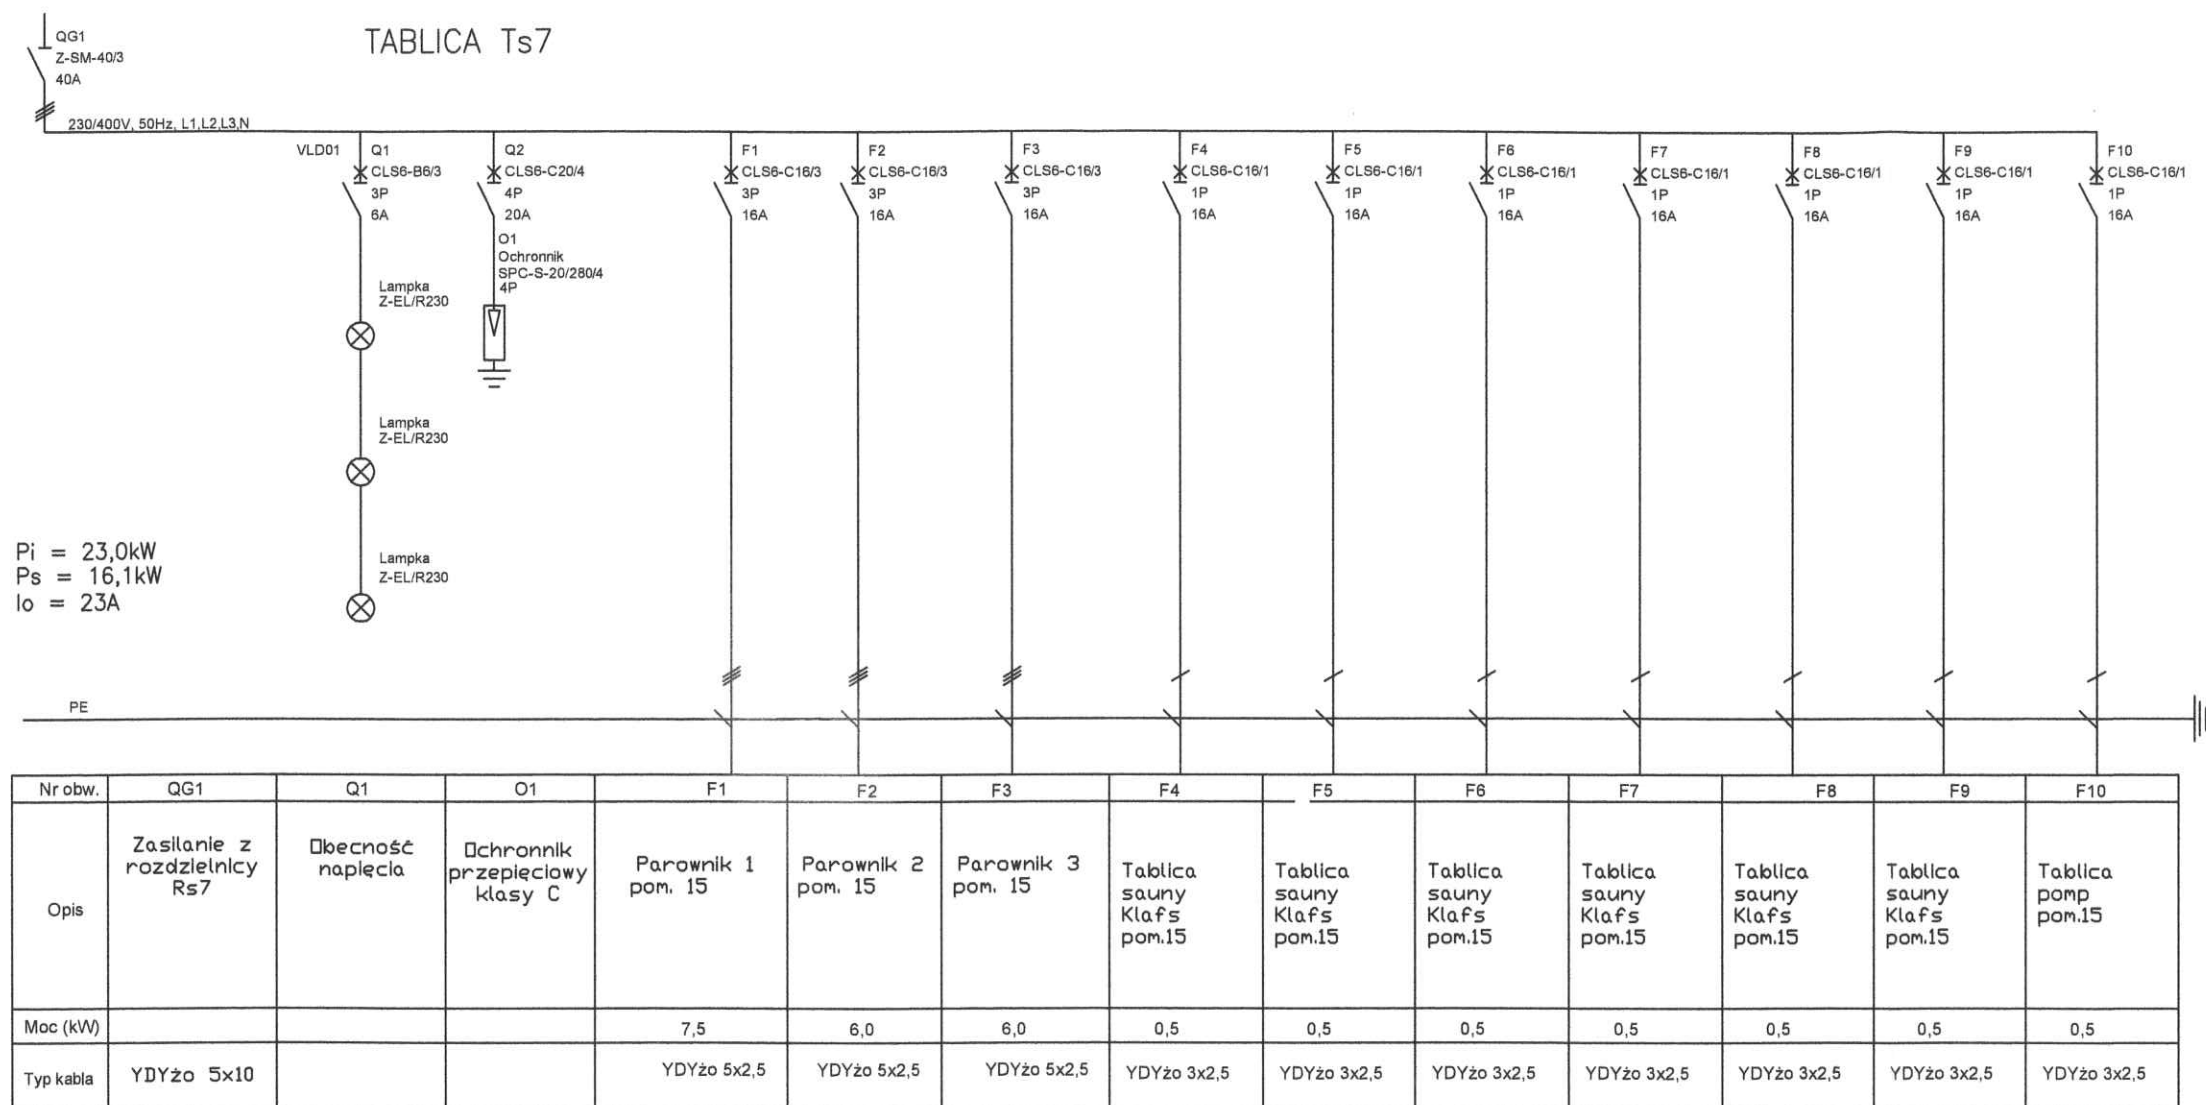 TABLICA Ts7
QG1
Z-SM-40/3
40A
230/400V, 50Hz, L1,L2,L3,N
VLD01
Q1
CLS6-B6/3
3P
6A
Lampka
Z-EL/R230
Lampka
Z-EL/R230
Lampka
Z-EL/R230
Q2
CLS6-C20/4
4P
20A
O1
Ochronnik
SPC-S-20/280/4
4P
F1
CLS6-C16/3
3P
16A
F2
CLS6-C16/3
3P
16A
F3
CLS6-C16/3
3P
16A
F4
CLS6-C16/1
1P
16A
F5
CLS6-C16/1
1P
16A
F6
CLS6-C16/1
1P
16A
F7
CLS6-C16/1
1P
16A
F8
CLS6-C16/1
1P
16A
F9
CLS6-C16/1
1P
16A
F10
CLS6-C16/1
1P
16A
Pi = 23,0kW
Ps = 16,1kW
Io = 23A
PE
Nr obw. QG1 Q1 O1 F1 F2 F3 F4 F5 F6 F7 F8 F9 F10
Opis
Zasilanie z
rozdzielnicy
Rs7
Obecność
napięcia
Ochronnik
przepięciowy
klasy C
Parownik 1
pom. 15
Parownik 2
pom. 15
Parownik 3
pom. 15
Tablica
sauny
Klafs
pom.15
Tablica
sauny
Klafs
pom.15
Tablica
sauny
Klafs
pom.15
Tablica
sauny
Klafs
pom.15
Tablica
sauny
Klafs
pom.15
Tablica
sauny
Klafs
pom.15
Tablica
pomp
pom.15
Moc (kW) 7,5 6,0 6,0 0,5 0,5 0,5 0,5 0,5 0,5 0,5
Typ kabla YDYżo 5x10 YDYżo 5x2,5 YDYżo 5x2,5 YDYżo 5x2,5 YDYżo 3x2,5 YDYżo 3x2,5 YDYżo 3x2,5 YDYżo 3x2,5 YDYżo 3x2,5 YDYżo 3x2,5 YDYżo 3x2,5